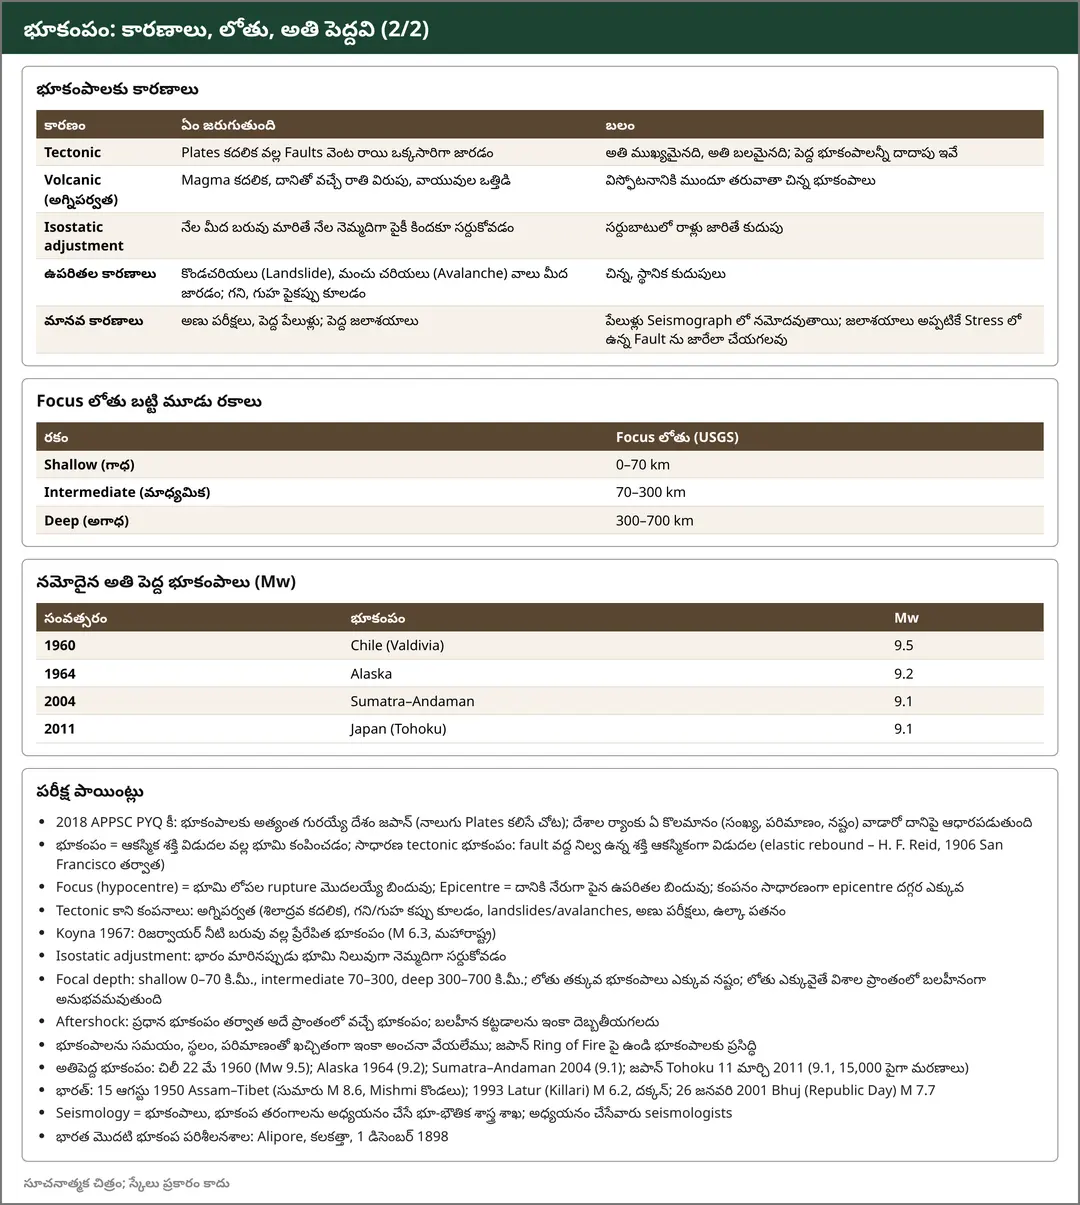 భూకంపం: కారణాలు, లోతు, అతి పెద్దవి (2/2)
భూకంపాలకు కారణాలు
కారణం ఏం జరుగుతుంది బలం
Tectonic Plates కదలిక వల్ల Faults వెంట రాయి ఒక్కసారిగా జారడం అతి ముఖ్యమైనది, అతి బలమైనది; పెద్ద భూకంపాలన్నీ దాదాపు ఇవే
Volcanic Magma కదలిక, దానితో వచ్చే రాతి విరుపు, వాయువుల ఒత్తిడి విస్ఫోటనానికి ముందూ తరువాతా చిన్న భూకంపాలు
(అగ్నిపర్వత)
Isostatic నేల మీద బరువు మారితే నేల నెమ్మదిగా పైకీ కిందకూ సర్దుకోవడం సర్దుబాటులో రాళ్లు జారితే కుదుపు
adjustment
ఉపరితల కారణాలు కొండచరియలు (Landslide), మంచు చరియలు (Avalanche) వాలు మీద చిన్న, స్థానిక కుదుపులు
జారడం; గని, గుహ పైకప్పు కూలడం
మానవ కారణాలు అణు పరీక్షలు, పెద్ద పేలుళ్లు; పెద్ద జలాశయాలు పేలుళ్లు Seismograph లో నమోదవుతాయి; జలాశయాలు అప్పటికే Stress లో
ఉన్న Fault ను జారేలా చేయగలవు
Focus లోతు బట్టి మూడు రకాలు
రకం Focus లోతు (USGS)
Shallow (గాధ) 0–70 km
Intermediate (మాధ్యమిక) 70–300 km
Deep (అగాధ) 300–700 km
నమోదైన అతి పెద్ద భూకంపాలు (Mw)
సంవత్సరం భూకంపం Mw
1960 Chile (Valdivia) 9.5
1964 Alaska 9.2
2004 Sumatra–Andaman 9.1
2011 Japan (Tohoku) 9.1
పరీక్ష పాయింట్లు
• 2018 APPSC PYQ కీ: భూకంపాలకు అత్యంత గురయ్యే దేశం జపాన్ (నాలుగు Plates కలిసే చోట); దేశాల ర్యాంకు ఏ కొలమానం (సంఖ్య, పరిమాణం, నష్టం) వాడారో దానిపై ఆధారపడుతుంది
• భూకంపం = ఆకస్మిక శక్తి విడుదల వల్ల భూమి కంపించడం; సాధారణ tectonic భూకంపం: fault వద్ద నిల్వ ఉన్న శక్తి ఆకస్మికంగా విడుదల (elastic rebound – H. F. Reid, 1906 San
Francisco తర్వాత)
• Focus (hypocentre) = భూమి లోపల rupture మొదలయ్యే బిందువు; Epicentre = దానికి నేరుగా పైన ఉపరితల బిందువు; కంపనం సాధారణంగా epicentre దగ్గర ఎక్కువ
• Tectonic కాని కంపనాలు: అగ్నిపర్వత (శిలాద్రవ కదలిక), గని/గుహ కప్పు కూలడం, landslides/avalanches, అణు పరీక్షలు, ఉల్కా పతనం
• Koyna 1967: రిజర్వాయర్ నీటి బరువు వల్ల ప్రేరేపిత భూకంపం (M 6.3, మహారాష్ట్ర)
• Isostatic adjustment: భారం మారినప్పుడు భూమి నిలువుగా నెమ్మదిగా సర్దుకోవడం
• Focal depth: shallow 0–70 కి.మీ., intermediate 70–300, deep 300–700 కి.మీ.; లోతు తక్కువ భూకంపాలు ఎక్కువ నష్టం; లోతు ఎక్కువైతే విశాల ప్రాంతంలో బలహీనంగా
అనుభవమవుతుంది
• Aftershock: ప్రధాన భూకంపం తర్వాత అదే ప్రాంతంలో వచ్చే భూకంపం; బలహీన కట్టడాలను ఇంకా దెబ్బతీయగలదు
• భూకంపాలను సమయం, స్థలం, పరిమాణంతో ఖచ్చితంగా ఇంకా అంచనా వేయలేము; జపాన్ Ring of Fire పై ఉండి భూకంపాలకు ప్రసిద్ధి
• అతిపెద్ద భూకంపం: చిలీ 22 మే 1960 (Mw 9.5); Alaska 1964 (9.2); Sumatra–Andaman 2004 (9.1); జపాన్ Tohoku 11 మార్చి 2011 (9.1, 15,000 పైగా మరణాలు)
• భారత్: 15 ఆగస్టు 1950 Assam–Tibet (సుమారు M 8.6, Mishmi కొండలు); 1993 Latur (Killari) M 6.2, దక్కన్; 26 జనవరి 2001 Bhuj (Republic Day) M 7.7
• Seismology = భూకంపాలు, భూకంప తరంగాలను అధ్యయనం చేసే భూ-భౌతిక శాస్త్ర శాఖ; అధ్యయనం చేసేవారు seismologists
• భారత మొదటి భూకంప పరిశీలనశాల: Alipore, కలకత్తా, 1 డిసెంబర్ 1898
సూచనాత్మక చిత్రం; స్కేలు ప్రకారం కాదు